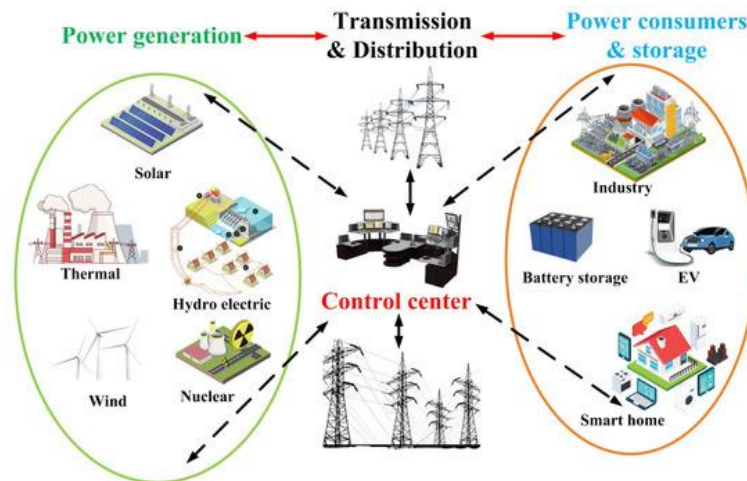 Power generation
Transmission
& Distribution
Power consumers
& storage
Solar
Thermal
Hydro electric
Wind
Nuclear
Control center
Industry
Battery storage
EV
Smart home